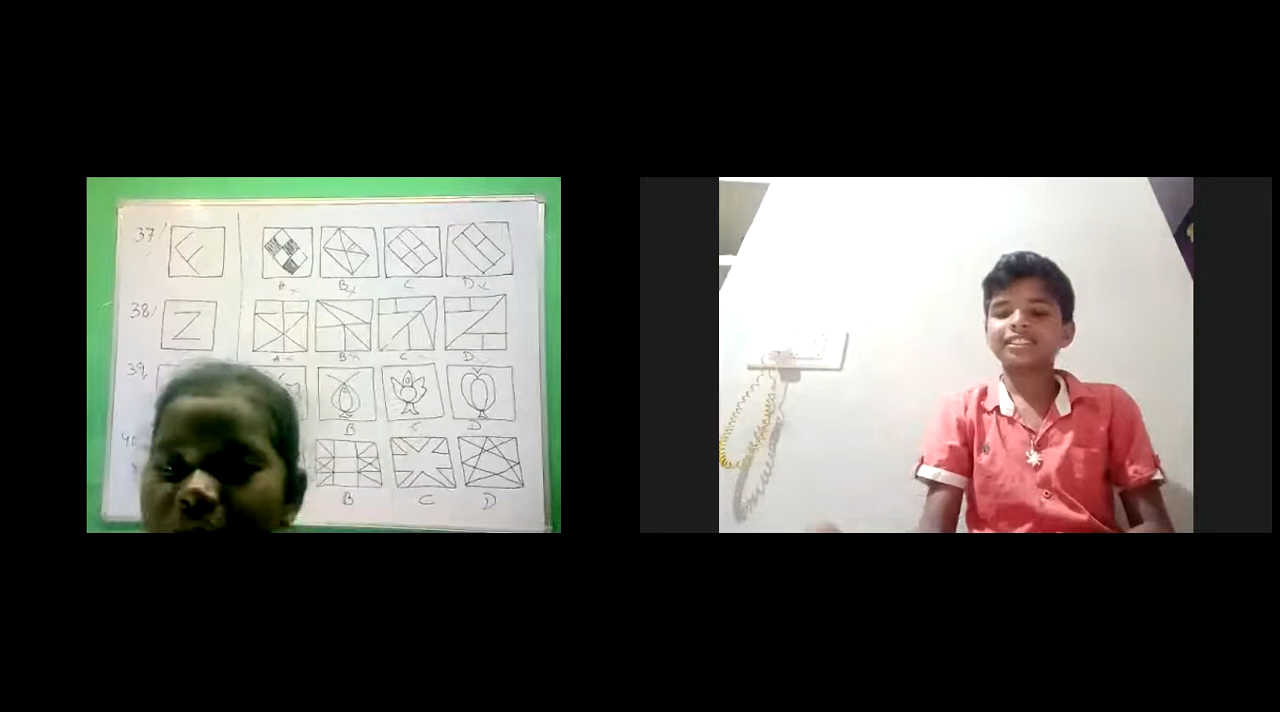 37)
A x B x C D x
38)
A x B x C D
39)
B C D
40
B C D